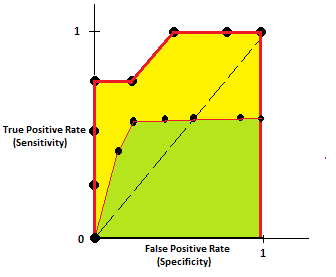 1
True Positive Rate
(Sensitivity)
0
False Positive Rate
(Specificity)
1